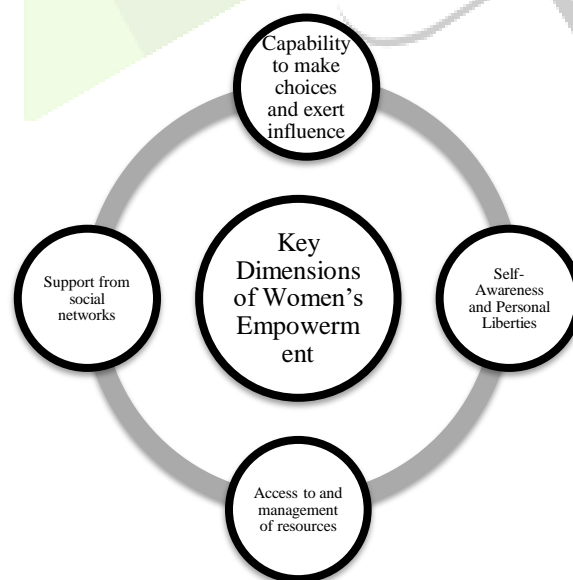 Capability
to make
choices
and exert
influence
Key
Dimensions
of Women’s
Empowerm
ent
Self-
Awareness
and Personal
Liberties
Support from
social
networks
Access to and
management
of resources